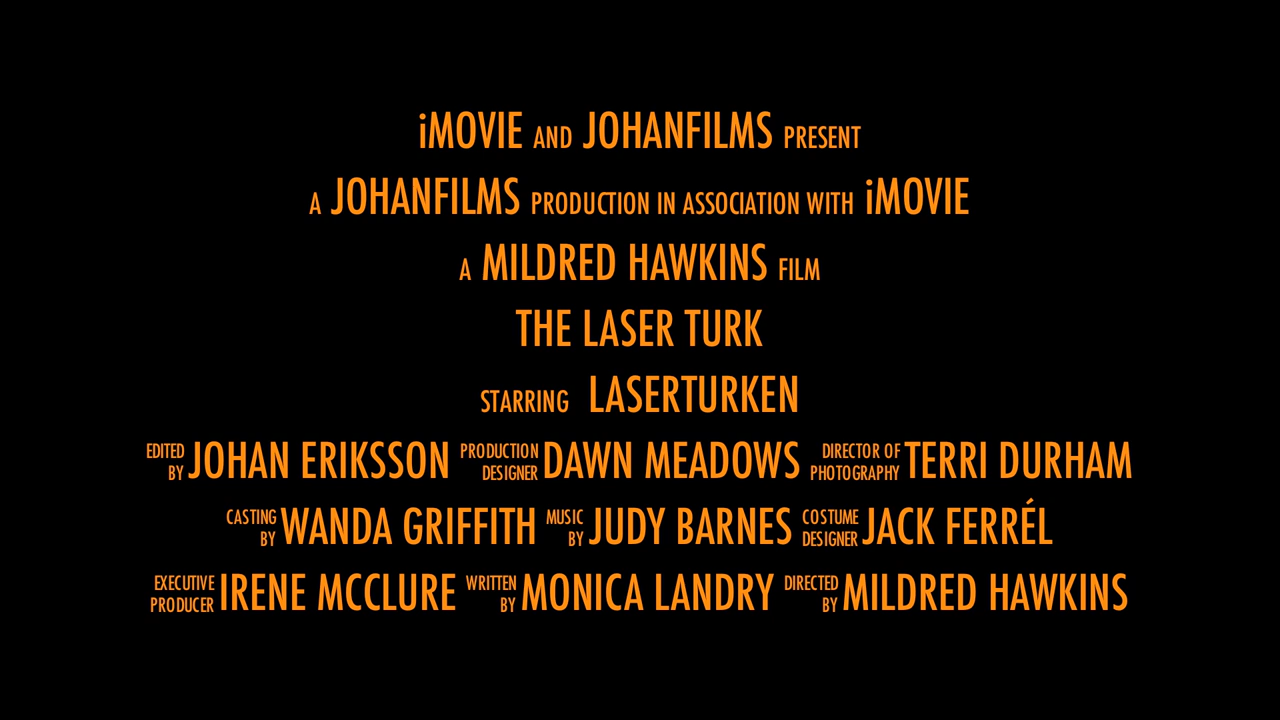 iMOVIE AND JOHANFILMS PRESENT
A JOHANFILMS PRODUCTION IN ASSOCIATION WITH iMOVIE
A MILDRED HAWKINS FILM
THE LASER TURK
STARRING LASERTURKEN
EDITED BY JOHAN ERIKSSON PRODUCTION DESIGNER DAWN MEADOWS DIRECTOR OF PHOTOGRAPHY TERRI DURHAM
CASTING BY WANDA GRIFFITH MUSIC BY JUDY BARNES COSTUME DESIGNER JACK FERRÉL
EXECUTIVE PRODUCER IRENE MCCLURE WRITTEN BY MONICA LANDRY DIRECTED BY MILDRED HAWKINS